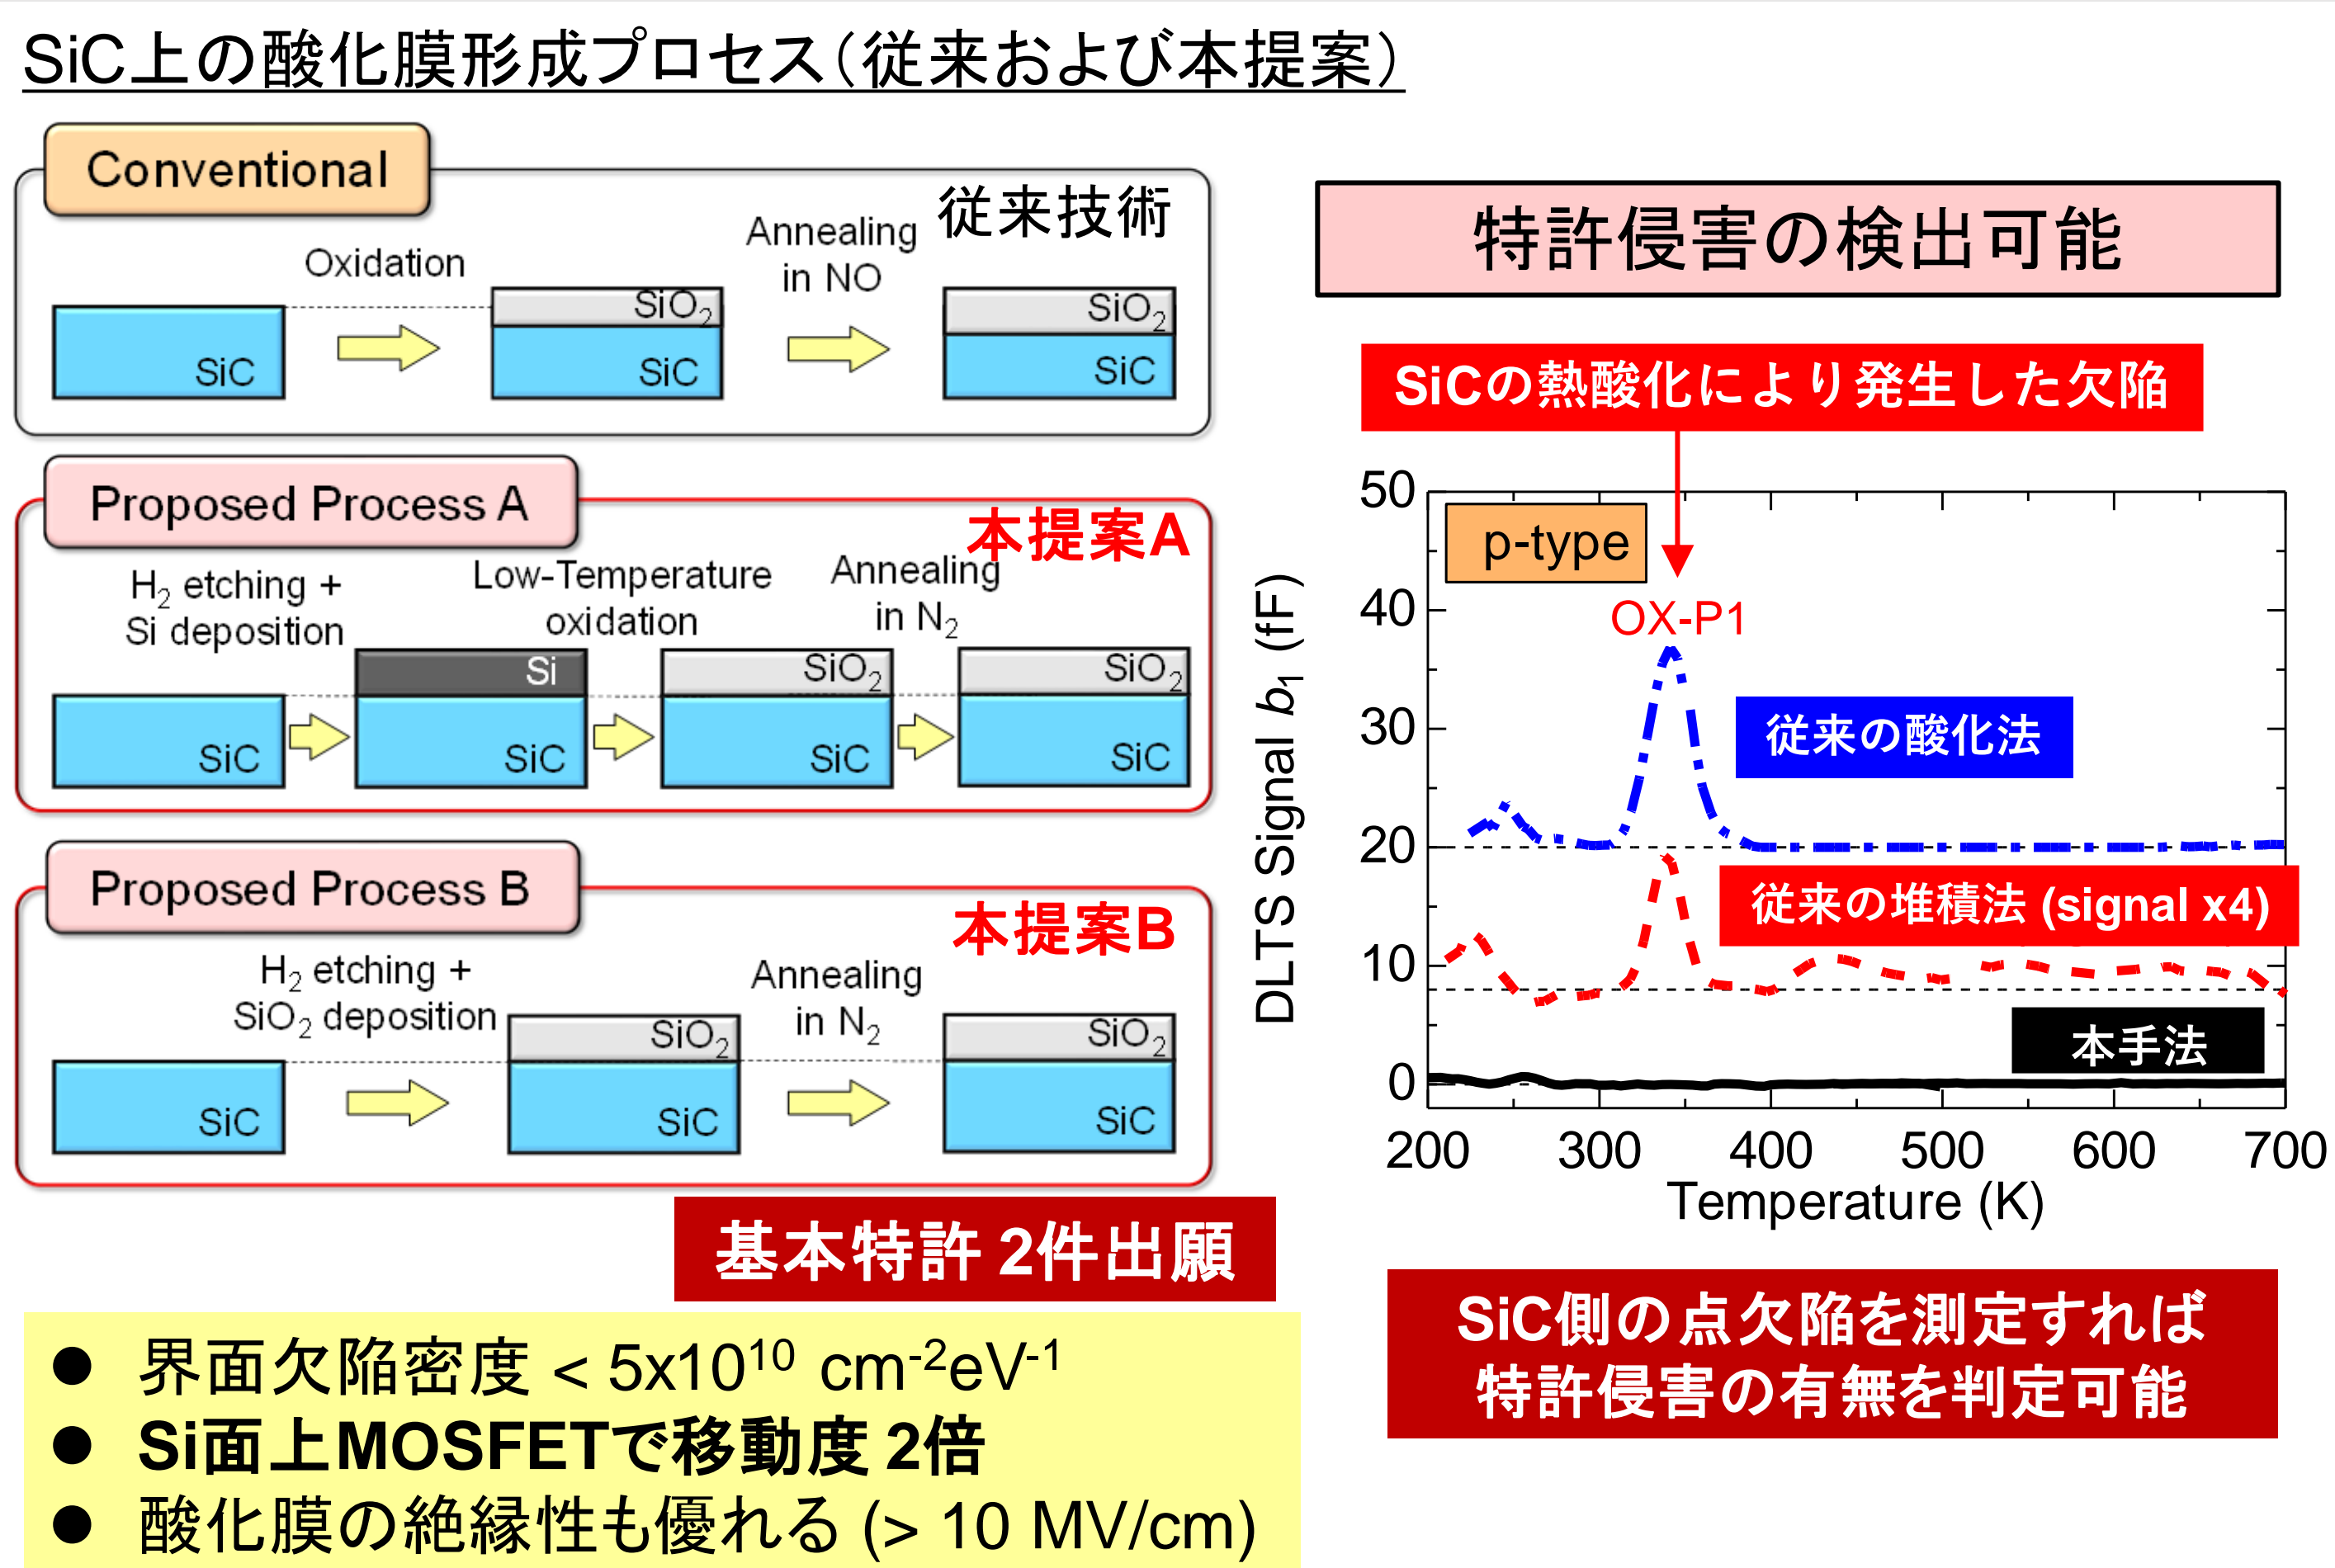 SiC上の酸化膜形成プロセス（従来および本提案）
Conventional
従来技術
Oxidation
Annealing
in NO
SiC
SiO2
SiC
SiO2
SiC
Proposed Process A
本提案A
H2 etching +
Si deposition
Low-Temperature
oxidation
Annealing
in N2
SiC
Si
SiC
SiO2
SiC
SiO2
SiC
Proposed Process B
本提案B
H2 etching +
SiO2 deposition
Annealing
in N2
SiC
SiO2
SiC
SiO2
SiC
基本特許 2件出願
● 界面欠陥密度 < 5x10^10 cm^-2eV^-1
● Si面上MOSFETで移動度 2倍
● 酸化膜の絶縁性も優れる (> 10 MV/cm)
特許侵害の検出可能
SiCの熱酸化により発生した欠陥
p-type
OX-P1
従来の酸化法
従来の堆積法 (signal x4)
本手法
DLTS Signal b1 (fF)
50
40
30
20
10
0
200 300 400 500 600 700
Temperature (K)
SiC側の点欠陥を測定すれば
特許侵害の有無を判定可能